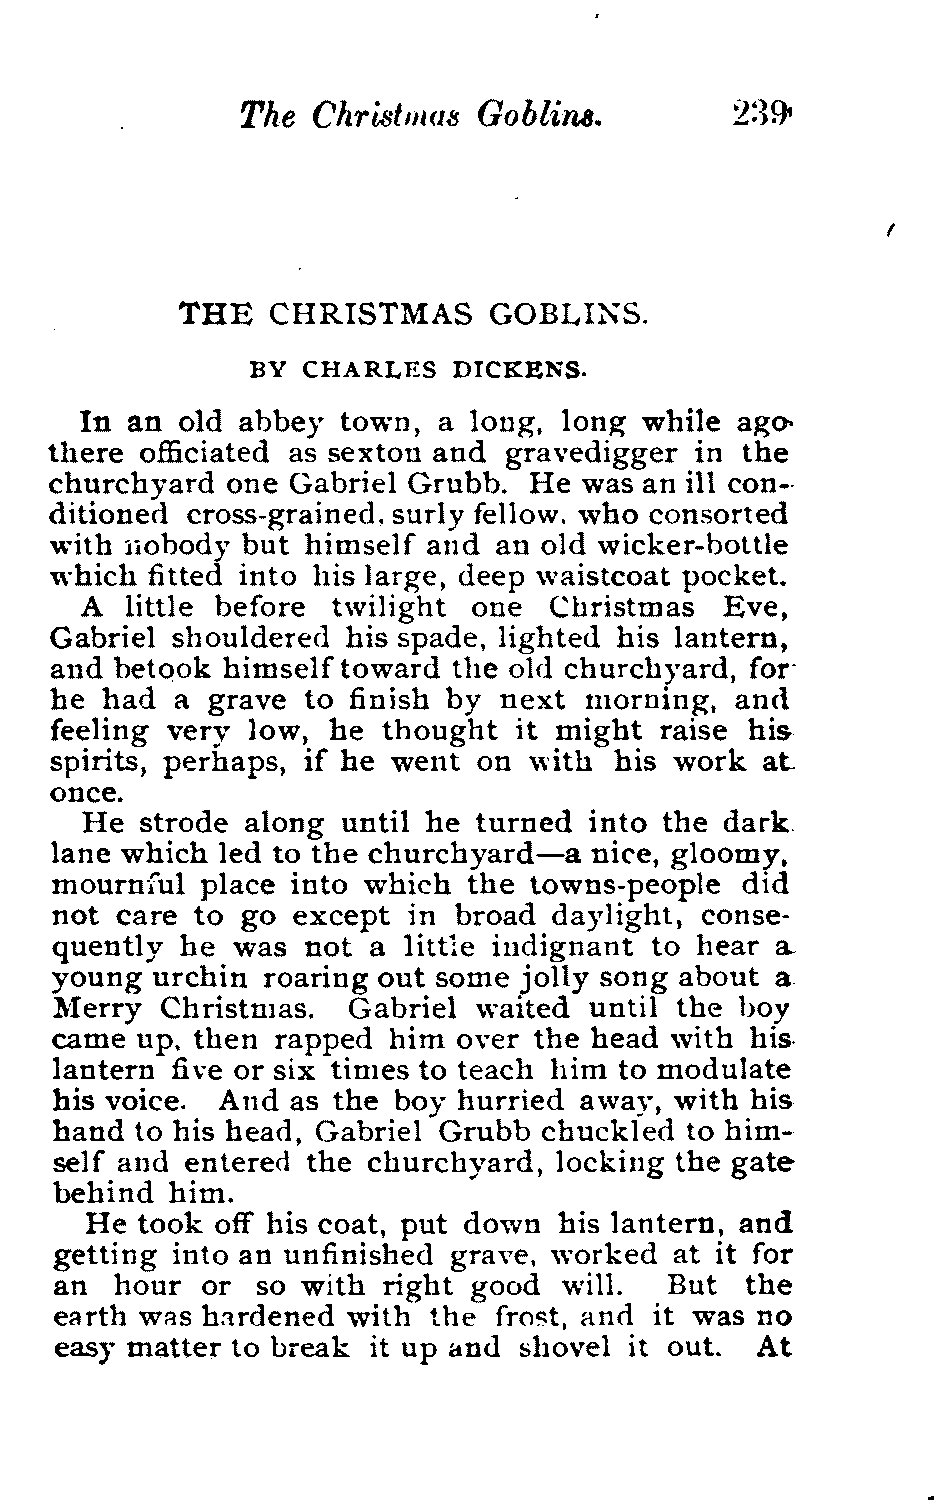 The Christmas Goblins. 239
THE CHRISTMAS GOBLINS.
BY CHARLES DICKENS.
In an old abbey town, a long, long while ago
there officiated as sexton and gravedigger in the
churchyard one Gabriel Grubb. He was an ill con-
ditioned cross-grained, surly fellow, who consorted
with nobody but himself and an old wicker-bottle
which fitted into his large, deep waistcoat pocket.
A little before twilight one Christmas Eve,
Gabriel shouldered his spade, lighted his lantern,
and betook himself toward the old churchyard, for
he had a grave to finish by next morning, and
feeling very low, he thought it might raise his
spirits, perhaps, if he went on with his work at
once.
He strode along until he turned into the dark
lane which led to the churchyard—a nice, gloomy,
mournful place into which the towns-people did
not care to go except in broad daylight, conse-
quently he was not a little indignant to hear a
young urchin roaring out some jolly song about a
Merry Christmas. Gabriel waited until the boy
came up, then rapped him over the head with his
lantern five or six times to teach him to modulate
his voice. And as the boy hurried away, with his
hand to his head, Gabriel Grubb chuckled to him-
self and entered the churchyard, locking the gate
behind him.
He took off his coat, put down his lantern, and
getting into an unfinished grave, worked at it for
an hour or so with right good will. But the
earth was hardened with the frost, and it was no
easy matter to break it up and shovel it out. At